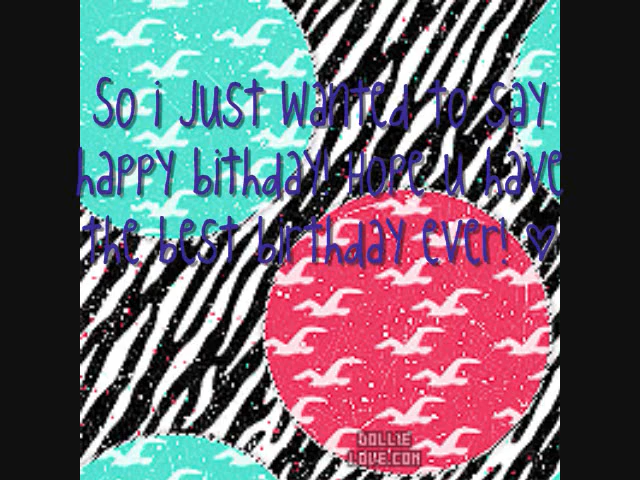 So i Just wanted to say
happy bithday! Hope u have
the best birthday ever! ♡
DOLLIE
LOVE.COM